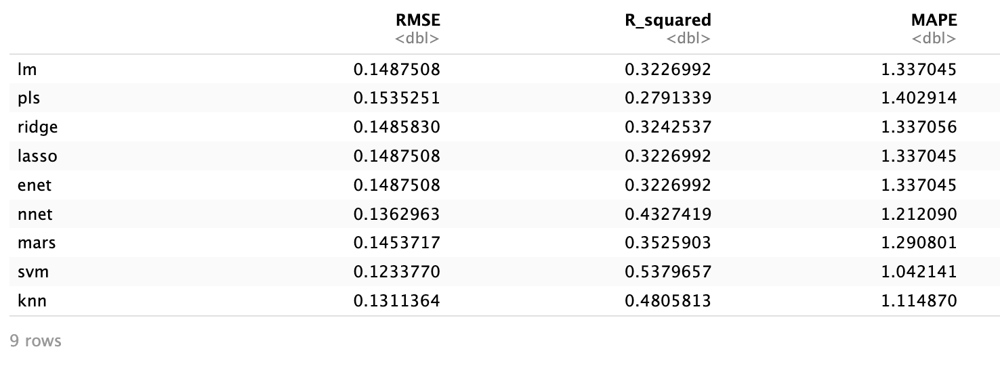 RMSE R_squared MAPE
<dbl> <dbl> <dbl>
lm 0.1487508 0.3226992 1.337045
pls 0.1535251 0.2791339 1.402914
ridge 0.1485830 0.3242537 1.337056
lasso 0.1487508 0.3226992 1.337045
enet 0.1487508 0.3226992 1.337045
nnet 0.1362963 0.4327419 1.212090
mars 0.1453717 0.3525903 1.290801
svm 0.1233770 0.5379657 1.042141
knn 0.1311364 0.4805813 1.114870
9 rows